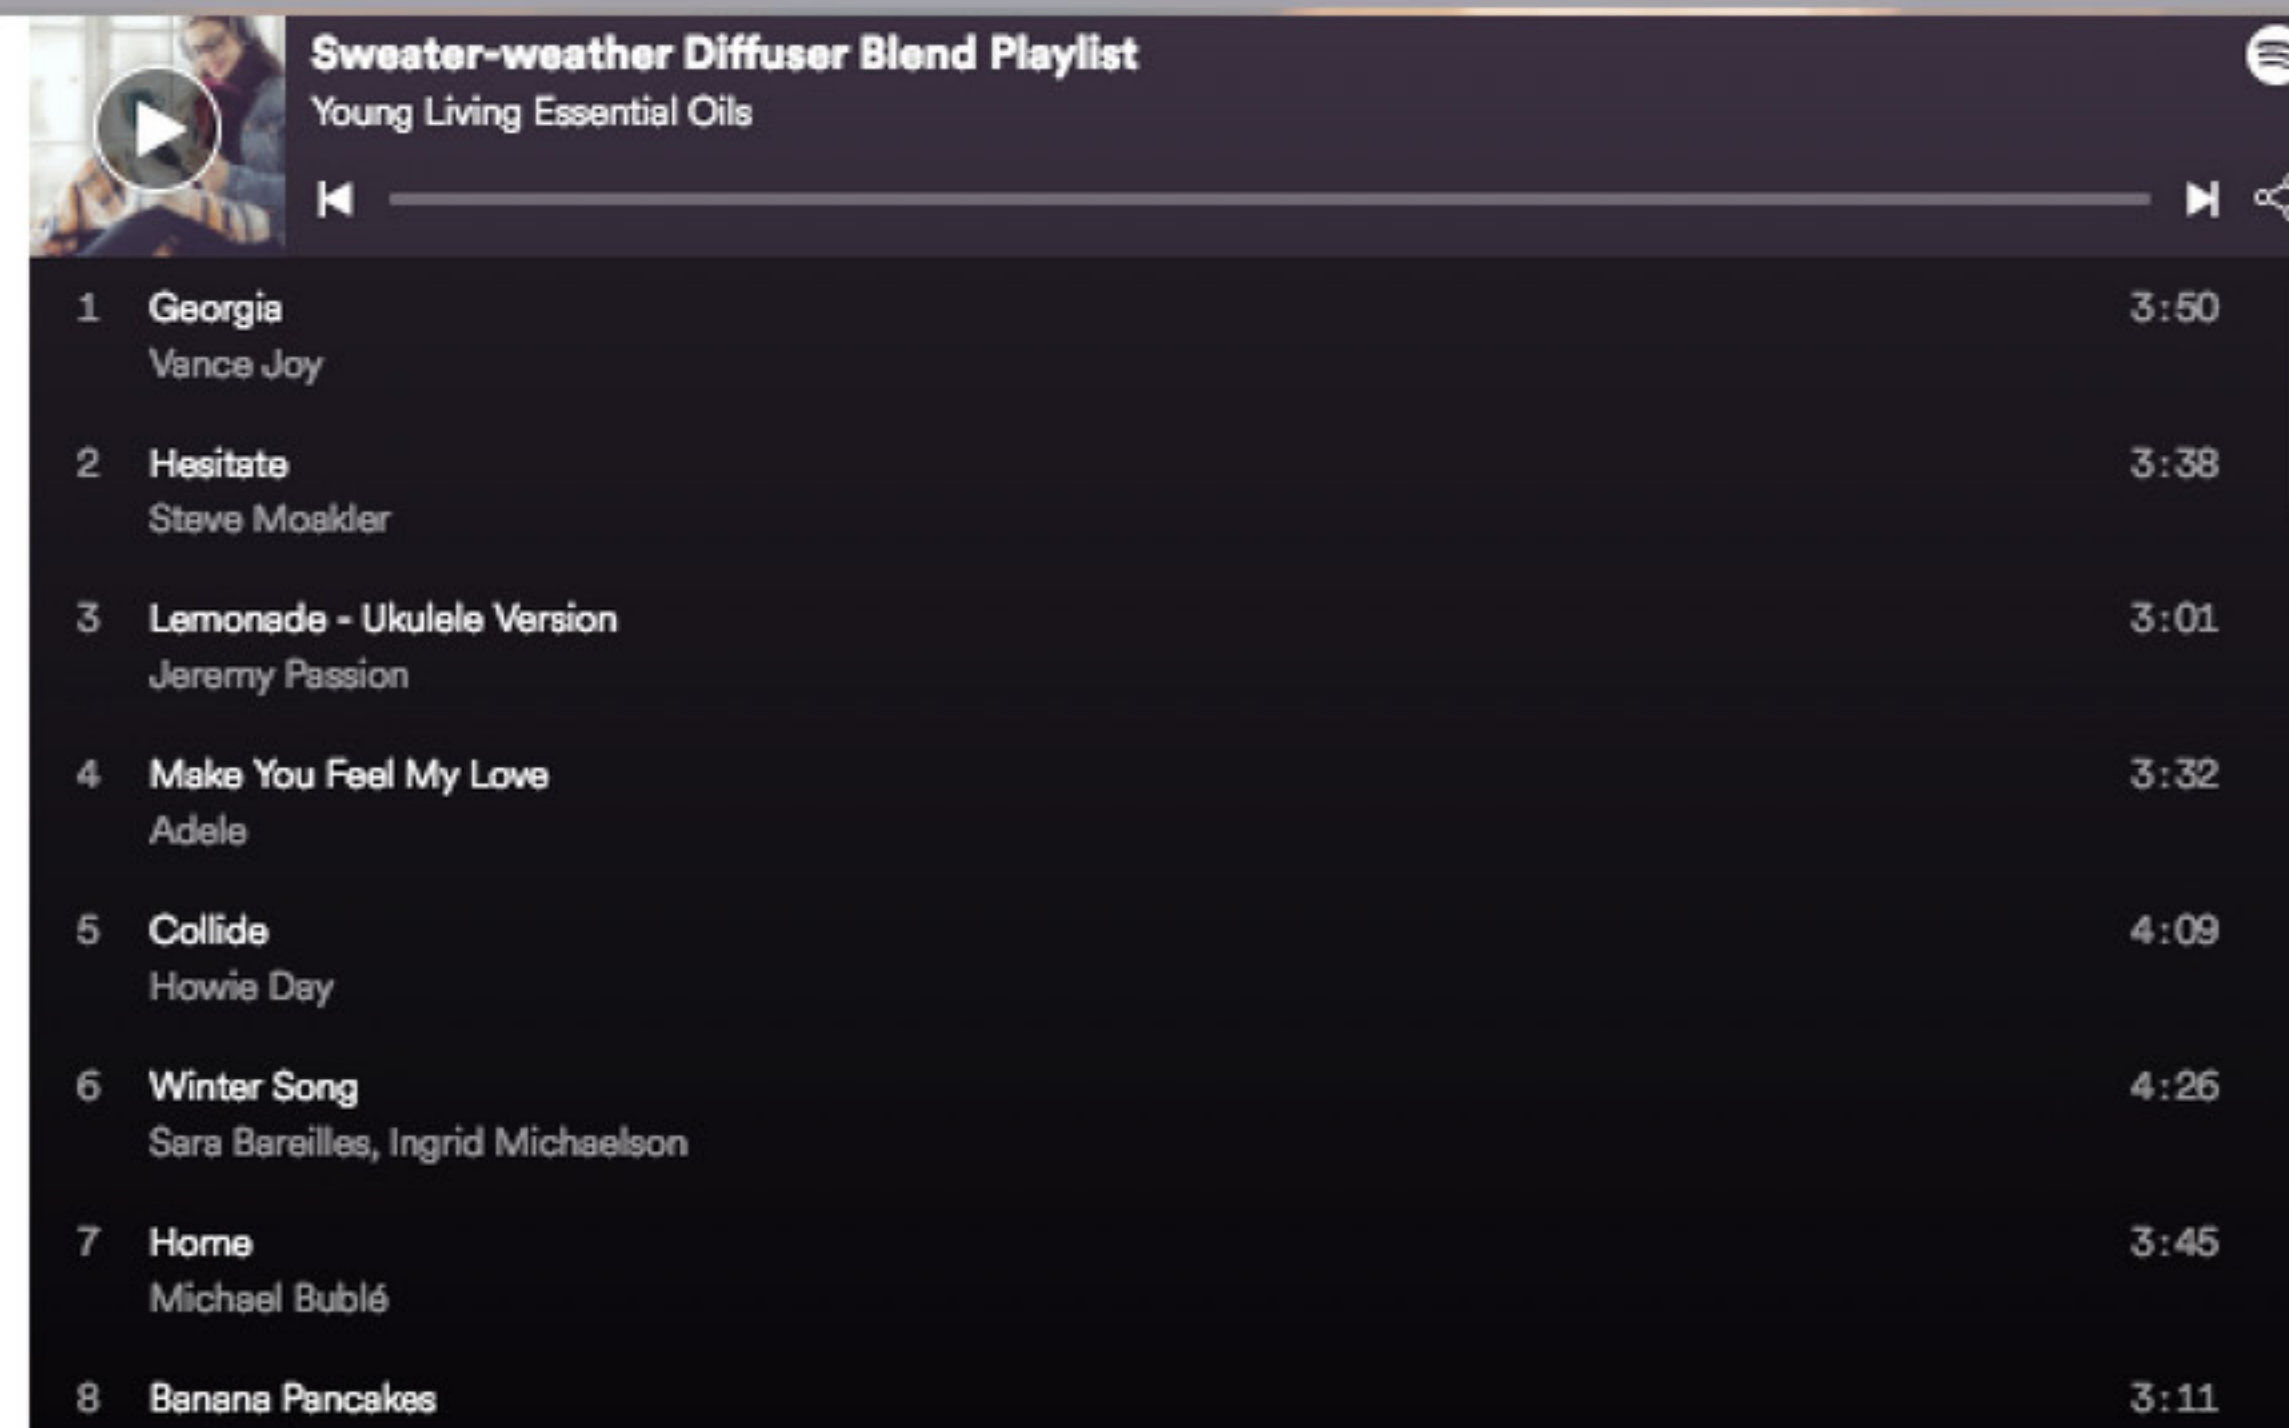 Sweater-weather Diffuser Blend Playlist
Young Living Essential Oils
1 Georgia 3:50
Vance Joy
2 Hesitate 3:38
Steve Moakler
3 Lemonade - Ukulele Version 3:01
Jeremy Passion
4 Make You Feel My Love 3:32
Adele
5 Collide 4:09
Howie Day
6 Winter Song 4:26
Sara Bareilles, Ingrid Michaelson
7 Home 3:45
Michael Bublé
8 Banana Pancakes 3:11